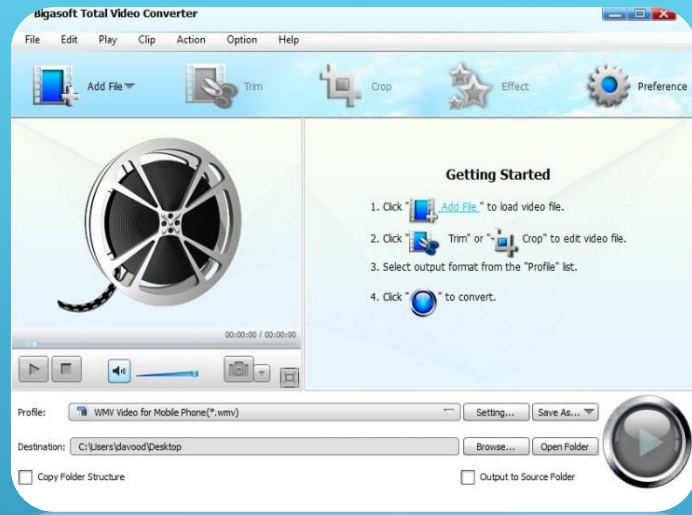 Bigasoft Total Video Converter
File Edit Play Clip Action Option Help
Add File Trim Crop Effect Preference
Getting Started
1. Click " Add File " to load video file.
2. Click " Trim" or " Crop" to edit video file.
3. Select output format from the "Profile" list.
4. Click " " to convert.
00:00:00 / 00:00:00
Profile: WMV Video for Mobile Phone(*.wmv) Setting... Save As...
Destination: C:\Users\davood\Desktop Browse... Open Folder
Copy Folder Structure Output to Source Folder